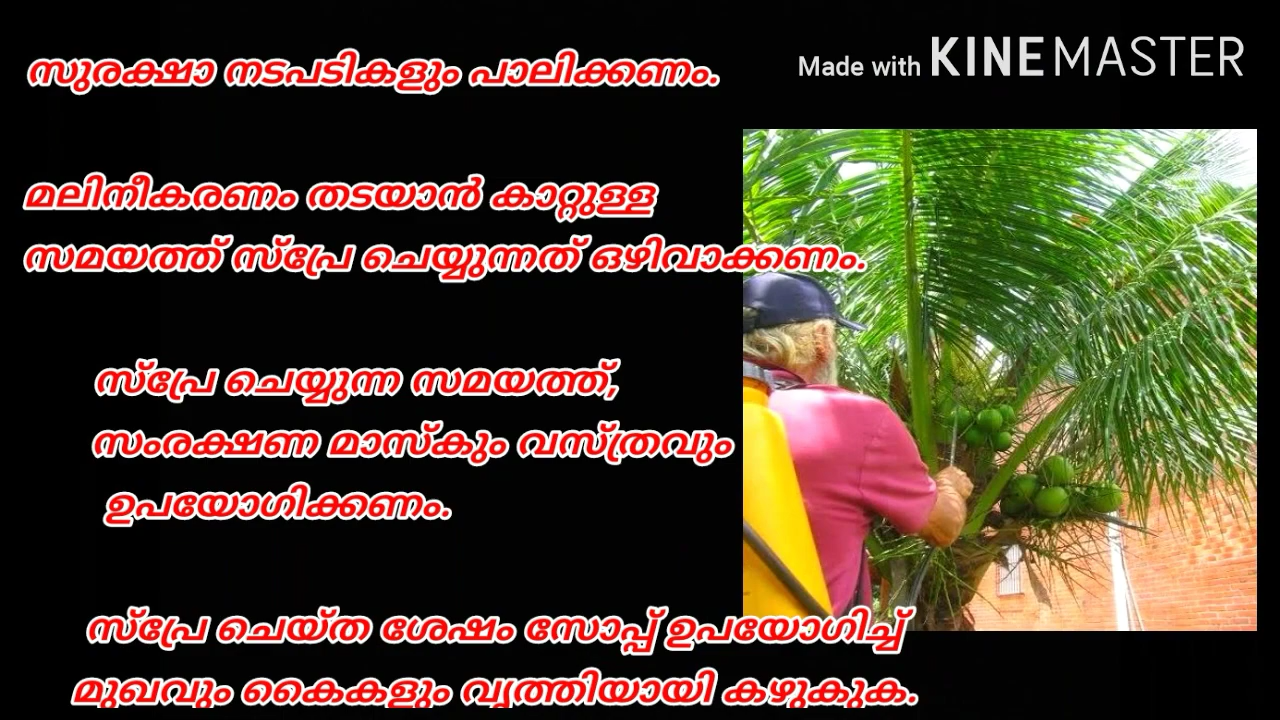 സുരക്ഷാ നടപടികളും പാലിക്കണം.
Made with KINEMASTER
മലിനീകരണം തടയാൻ കാറ്റുള്ള
സമയത്ത് സ്പ്രേ ചെയ്യുന്നത് ഒഴിവാക്കണം.
സ്പ്രേ ചെയ്യുന്ന സമയത്ത്,
സംരക്ഷണ മാസ്കും വസ്ത്രവും
ഉപയോഗിക്കണം.
സ്പ്രേ ചെയ്ത ശേഷം സോപ്പ് ഉപയോഗിച്ച്
മുഖവും കൈകളും വൃത്തിയായി കഴുകുക.